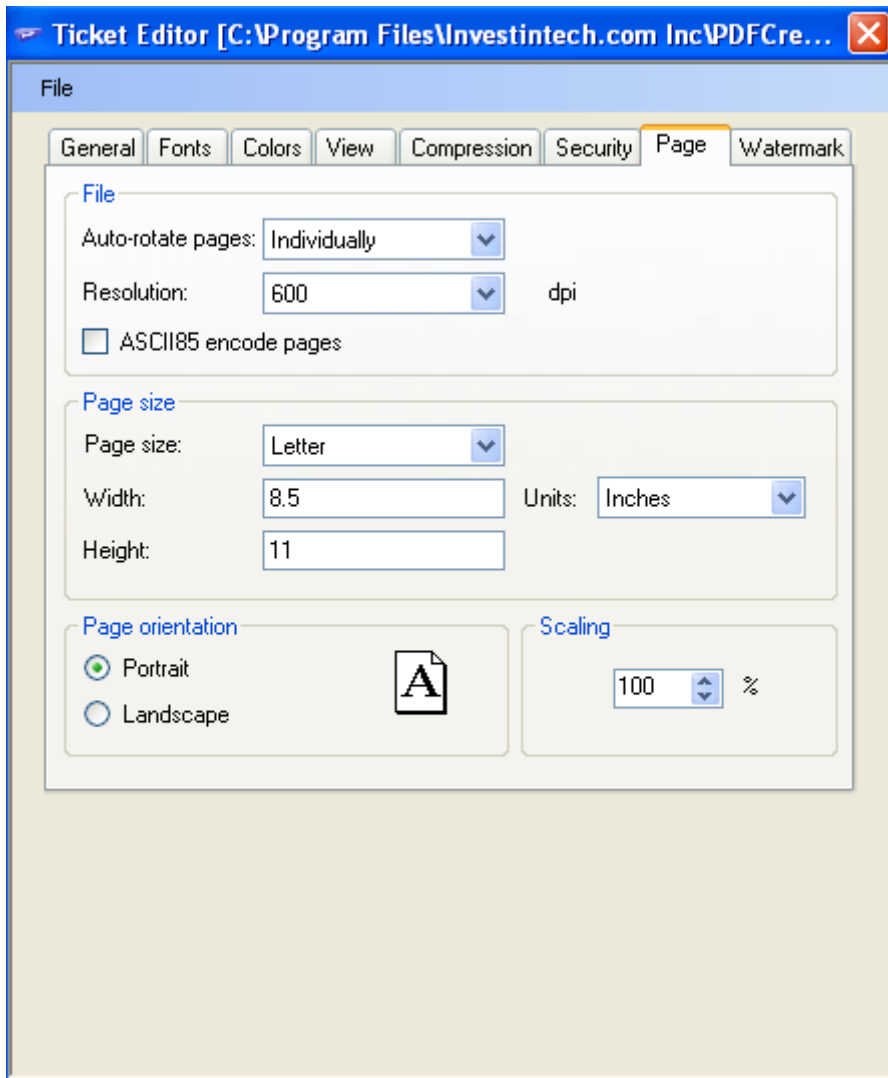 Ticket Editor [C:\Program Files\Investintech.com Inc\PDFCre...
File
General Fonts Colors View Compression Security Page Watermark
File
Auto-rotate pages: Individually
Resolution: 600 dpi
ASCII85 encode pages
Page size
Page size: Letter
Width: 8.5 Units: Inches
Height: 11
Page orientation Scaling
Portrait
A
100 %
Landscape